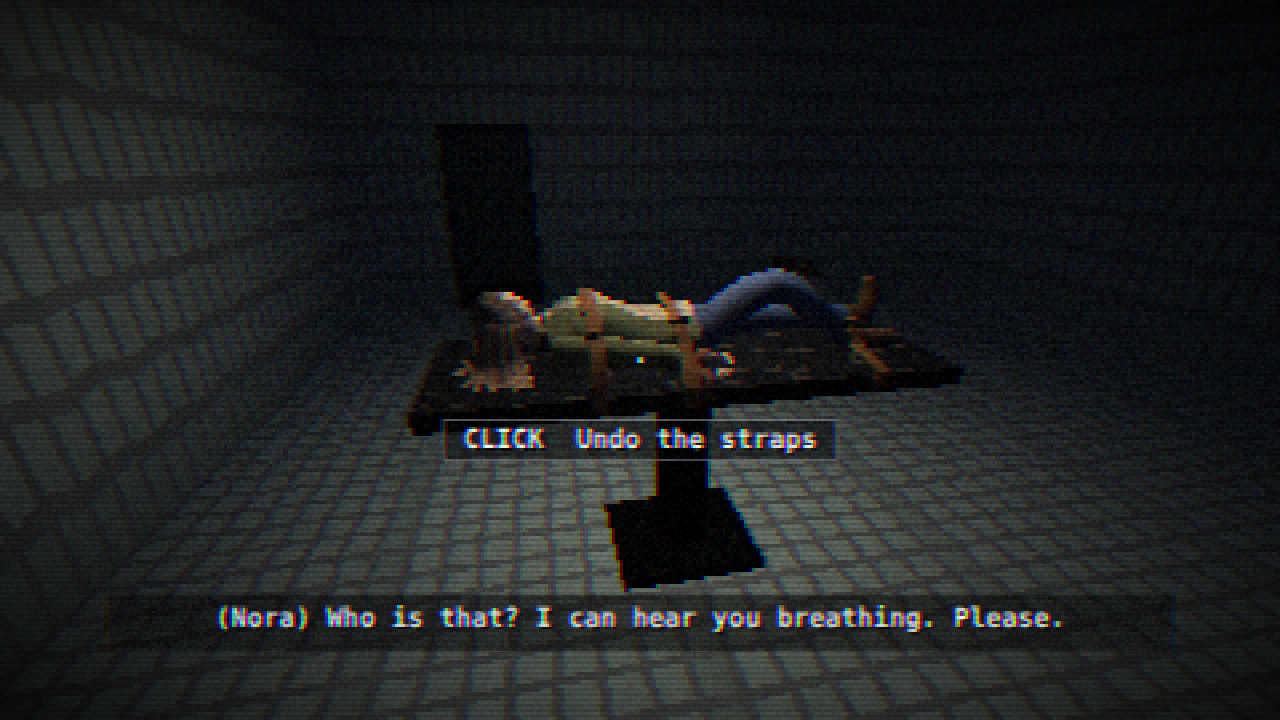 CLICK Undo the straps
(Nora) Who is that? I can hear you breathing. Please.